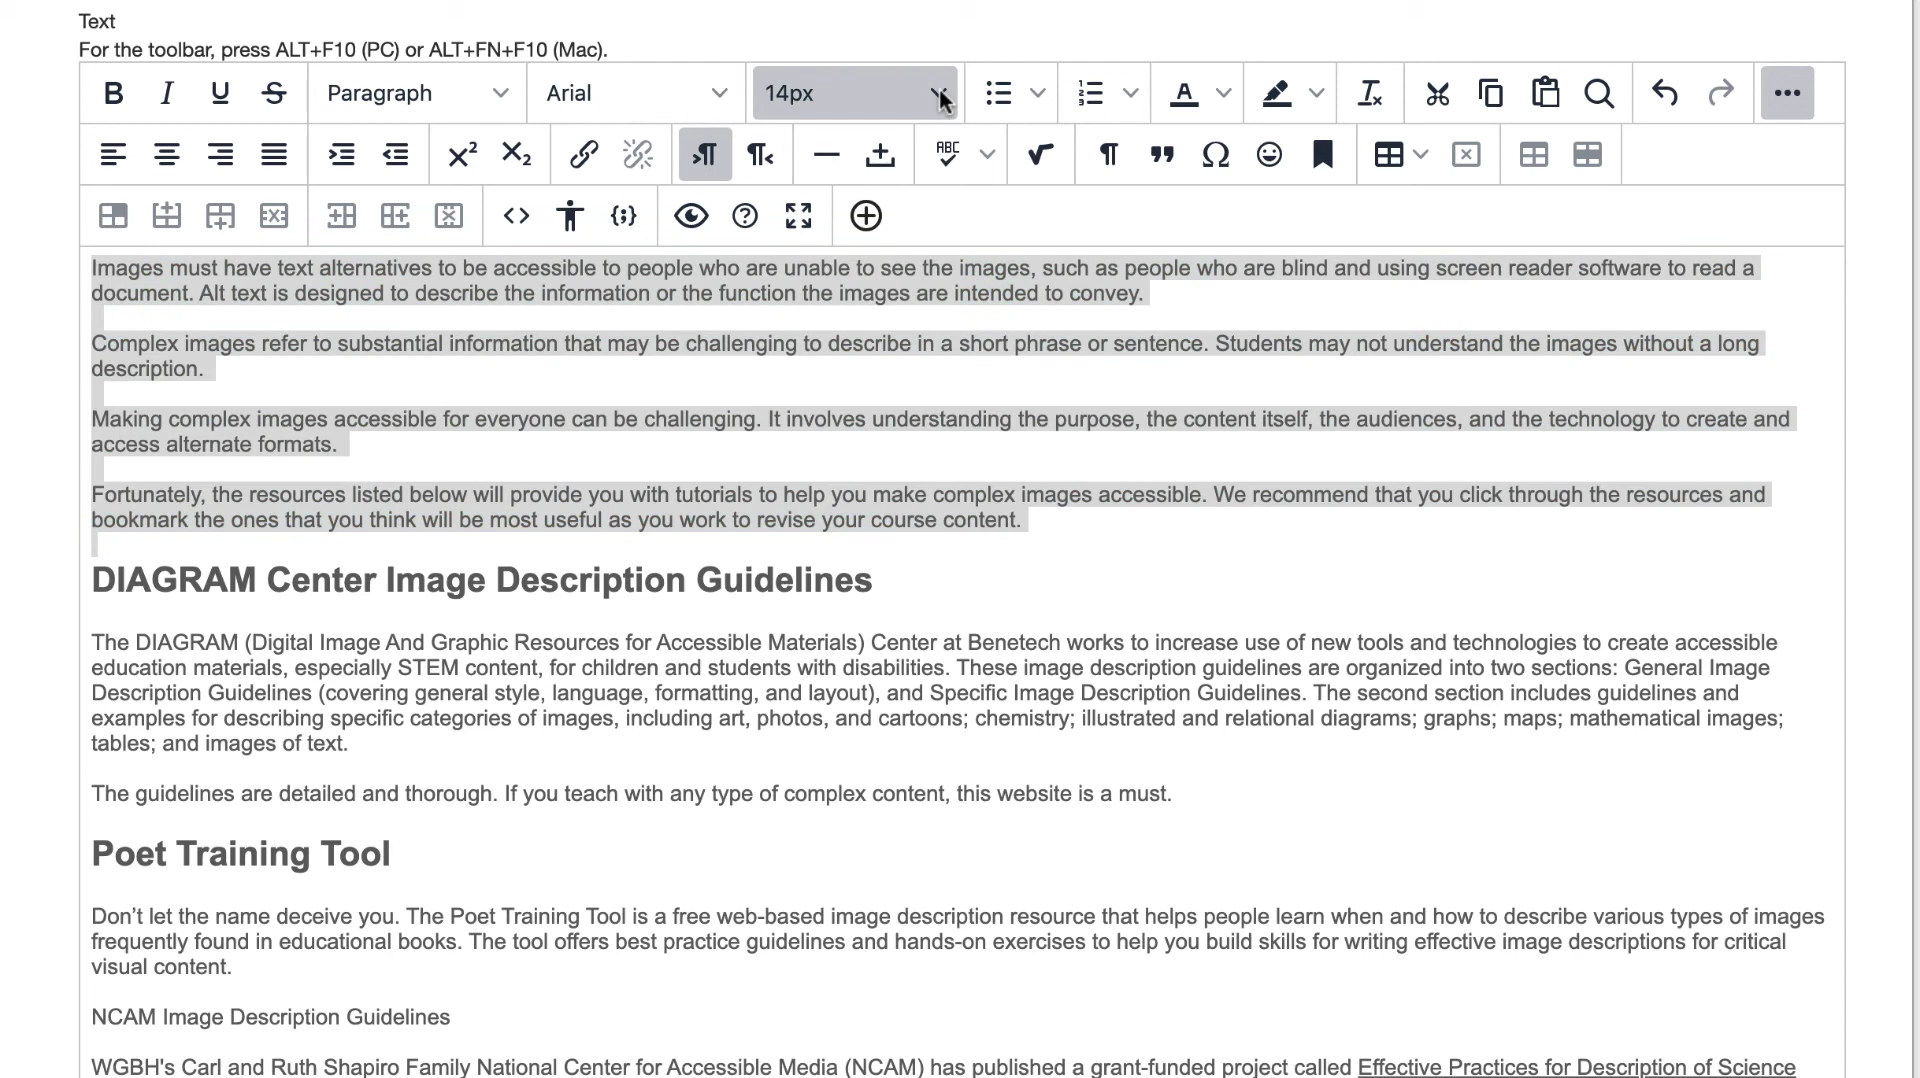 Text
For the toolbar, press ALT+F10 (PC) or ALT+FN+F10 (Mac).
B I U S Paragraph Arial 14px A
ABC
Images must have text alternatives to be accessible to people who are unable to see the images, such as people who are blind and using screen reader software to read a
document. Alt text is designed to describe the information or the function the images are intended to convey.
Complex images refer to substantial information that may be challenging to describe in a short phrase or sentence. Students may not understand the images without a long
description.
Making complex images accessible for everyone can be challenging. It involves understanding the purpose, the content itself, the audiences, and the technology to create and
access alternate formats.
Fortunately, the resources listed below will provide you with tutorials to help you make complex images accessible. We recommend that you click through the resources and
bookmark the ones that you think will be most useful as you work to revise your course content.
DIAGRAM Center Image Description Guidelines
The DIAGRAM (Digital Image And Graphic Resources for Accessible Materials) Center at Benetech works to increase use of new tools and technologies to create accessible
education materials, especially STEM content, for children and students with disabilities. These image description guidelines are organized into two sections: General Image
Description Guidelines (covering general style, language, formatting, and layout), and Specific Image Description Guidelines. The second section includes guidelines and
examples for describing specific categories of images, including art, photos, and cartoons; chemistry; illustrated and relational diagrams; graphs; maps; mathematical images;
tables; and images of text.
The guidelines are detailed and thorough. If you teach with any type of complex content, this website is a must.
Poet Training Tool
Don’t let the name deceive you. The Poet Training Tool is a free web-based image description resource that helps people learn when and how to describe various types of images
frequently found in educational books. The tool offers best practice guidelines and hands-on exercises to help you build skills for writing effective image descriptions for critical
visual content.
NCAM Image Description Guidelines
WGBH's Carl and Ruth Shapiro Family National Center for Accessible Media (NCAM) has published a grant-funded project called Effective Practices for Description of Science